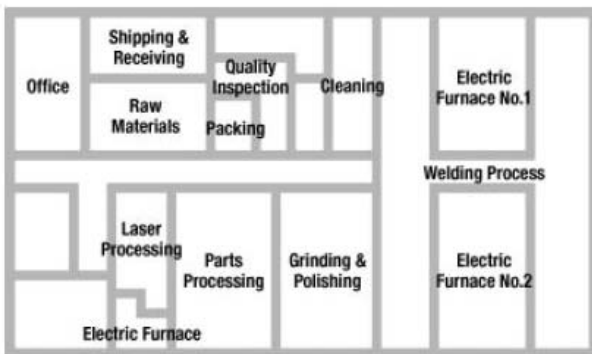 Office
Shipping &
Receiving
Raw
Materials
Quality
Inspection
Packing
Cleaning
Electric
Furnace No.1
Welding Process
Laser
Processing
Parts
Processing
Grinding &
Polishing
Electric
Furnace No.2
Electric Furnace